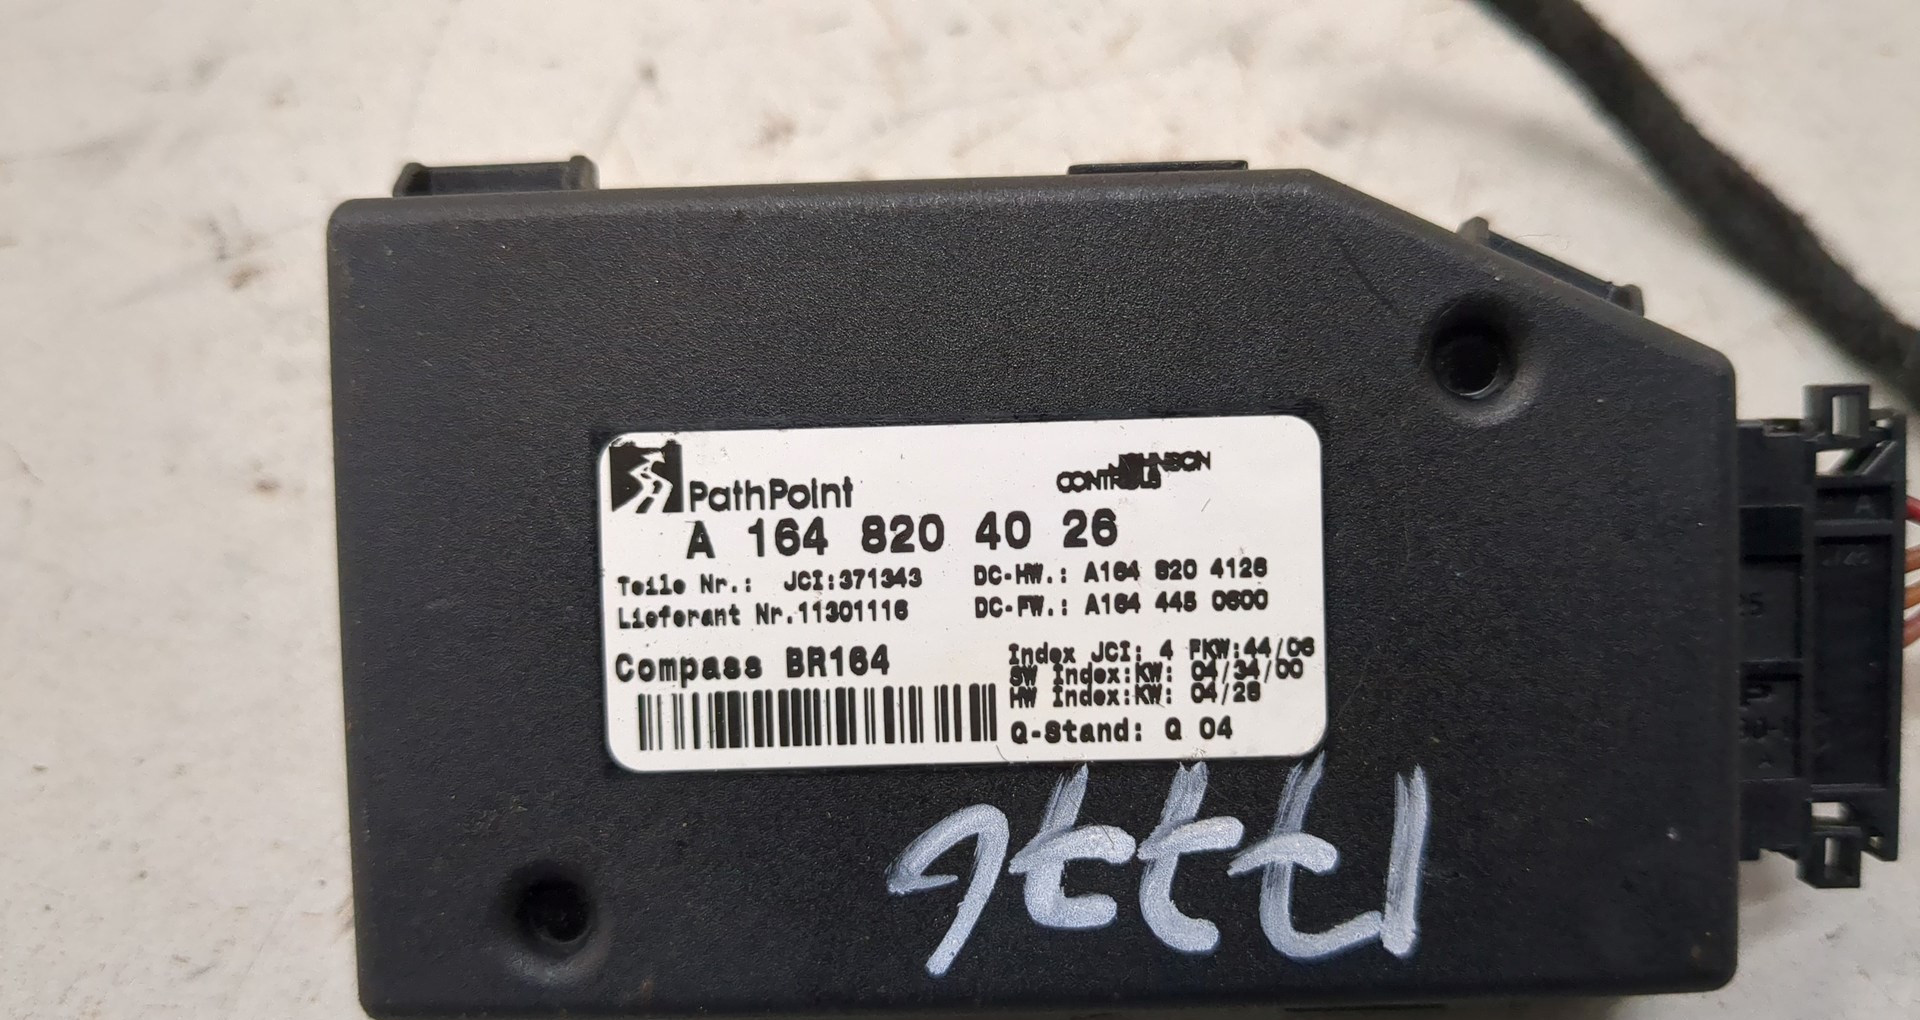 PathPoint
JOHNSON
CONTROLS
A 164 820 40 26
Teile Nr.: JCI:371343 DC-HW.: A164 820 4126
Lieferant Nr.11301116 DC-FW.: A164 445 0600
Compass BR164
Index JCI: 4 FKW:44/06
SW Index:KW: 04/34/00
HW Index:KW: 04/26
Q-Stand: Q 04
A